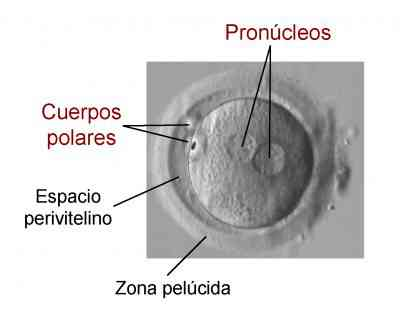 Pronúcleos
Cuerpos
polares
Espacio
perivitelino
Zona pelúcida